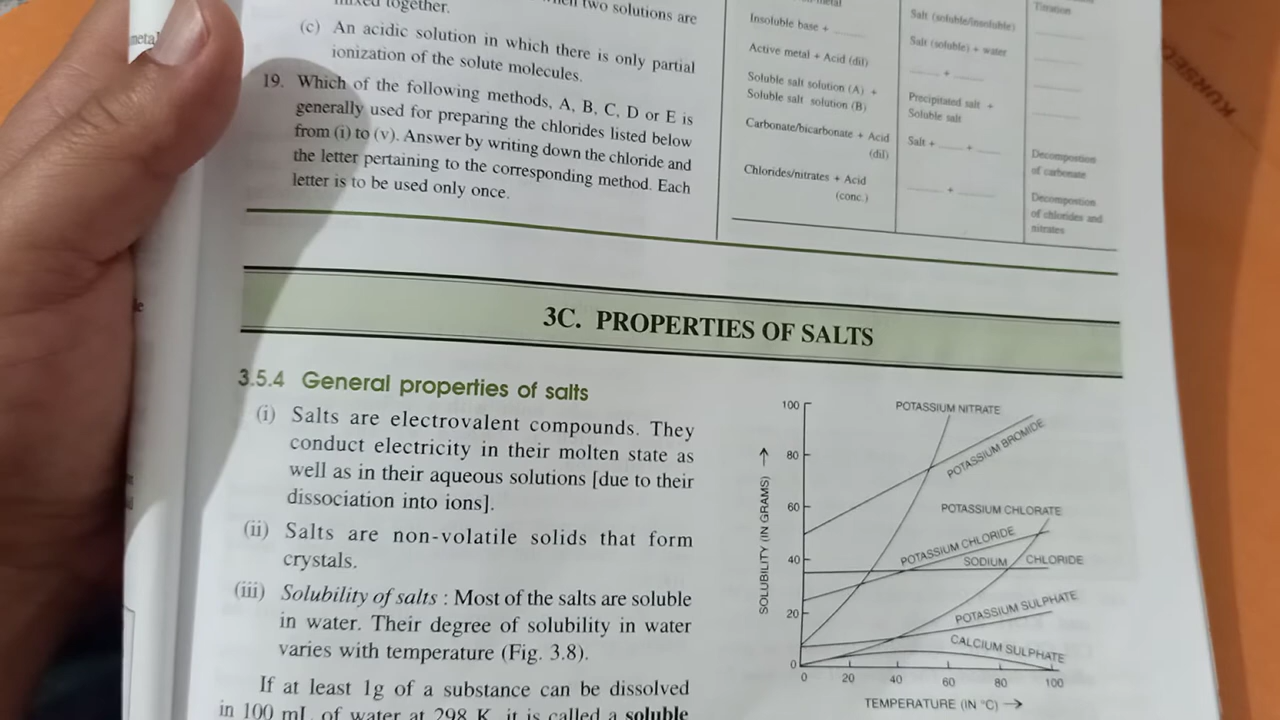 together.
two solutions are
(c) An acidic solution in which there is only partial
ionization of the solute molecules.
19. Which of the following methods, A, B, C, D or E is
generally used for preparing the chlorides listed below
from (i) to (v). Answer by writing down the chloride and
the letter pertaining to the corresponding method. Each
letter is to be used only once.
Insoluble base + ____
Active metal + Acid (dil)
Soluble salt solution (A) +
Soluble salt solution (B)
Carbonate/bicarbonate + Acid
(dil)
Chlorides/nitrates + Acid
(conc.)
Salt (soluble/insoluble)
Salt (soluble) + water
____ + ____
Precipitated salt +
Soluble salt
Salt + ____ + ____
____ + ____
Titration
Decompostion
of carbonate
Decompostion
of chlorides and
nitrates
3C. PROPERTIES OF SALTS
3.5.4 General properties of salts
(i) Salts are electrovalent compounds. They
conduct electricity in their molten state as
well as in their aqueous solutions [due to their
dissociation into ions].
(ii) Salts are non-volatile solids that form
crystals.
(iii) Solubility of salts : Most of the salts are soluble
in water. Their degree of solubility in water
varies with temperature (Fig. 3.8).
If at least 1g of a substance can be dissolved
in 100 mL of water at 298 K, it is called a soluble
SOLUBILITY (IN GRAMS)
100
80
60
40
20
0
POTASSIUM NITRATE
POTASSIUM BROMIDE
POTASSIUM CHLORATE
POTASSIUM CHLORIDE
SODIUM CHLORIDE
POTASSIUM SULPHATE
CALCIUM SULPHATE
0 20 40 60 80 100
TEMPERATURE (IN °C)